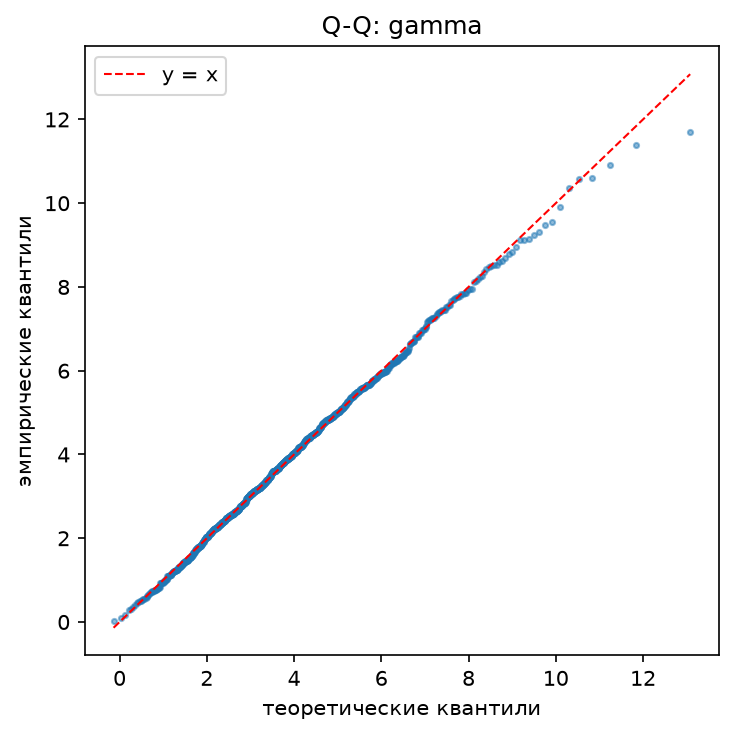 Q-Q: gamma
y = x
эмпирические квантили
12
10
8
6
4
2
0
0 2 4 6 8 10 12
теоретические квантили